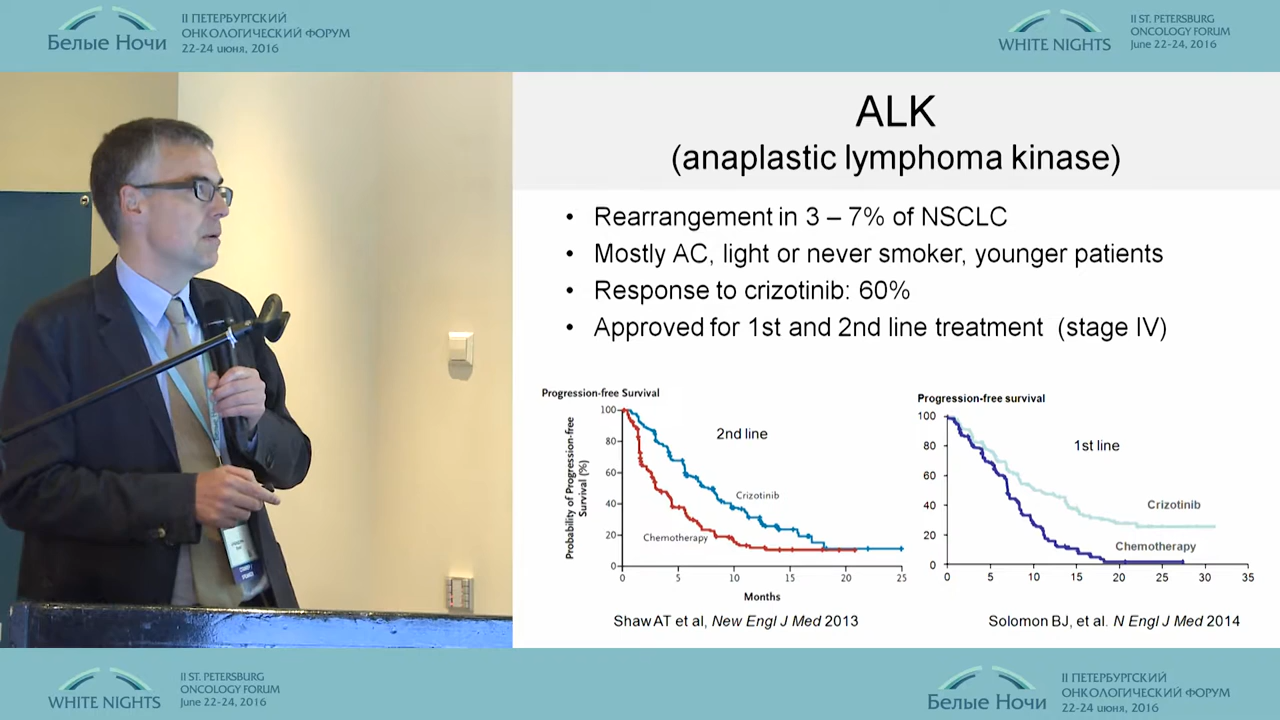 Белые Ночи
II ПЕТЕРБУРГСКИЙ
ОНКОЛОГИЧЕСКИЙ ФОРУМ
22-24 июня, 2016
WHITE NIGHTS
II ST. PETERSBURG
ONCOLOGY FORUM
June 22-24, 2016
ALK
(anaplastic lymphoma kinase)
• Rearrangement in 3 – 7% of NSCLC
• Mostly AC, light or never smoker, younger patients
• Response to crizotinib: 60%
• Approved for 1st and 2nd line treatment (stage IV)
Progression-free Survival
Probability of Progression-free
Survival (%)
100
80
60
40
20
0
2nd line
Crizotinib
Chemotherapy
0 5 10 15 20 25
Months
Shaw AT et al, New Engl J Med 2013
Progression-free survival
100
80
60
40
20
0
1st line
Crizotinib
Chemotherapy
0 5 10 15 20 25 30 35
Solomon BJ, et al. N Engl J Med 2014
WHITE NIGHTS
II ST. PETERSBURG
ONCOLOGY FORUM
June 22-24, 2016
Белые Ночи
II ПЕТЕРБУРГСКИЙ
ОНКОЛОГИЧЕСКИЙ ФОРУМ
22-24 июня, 2016